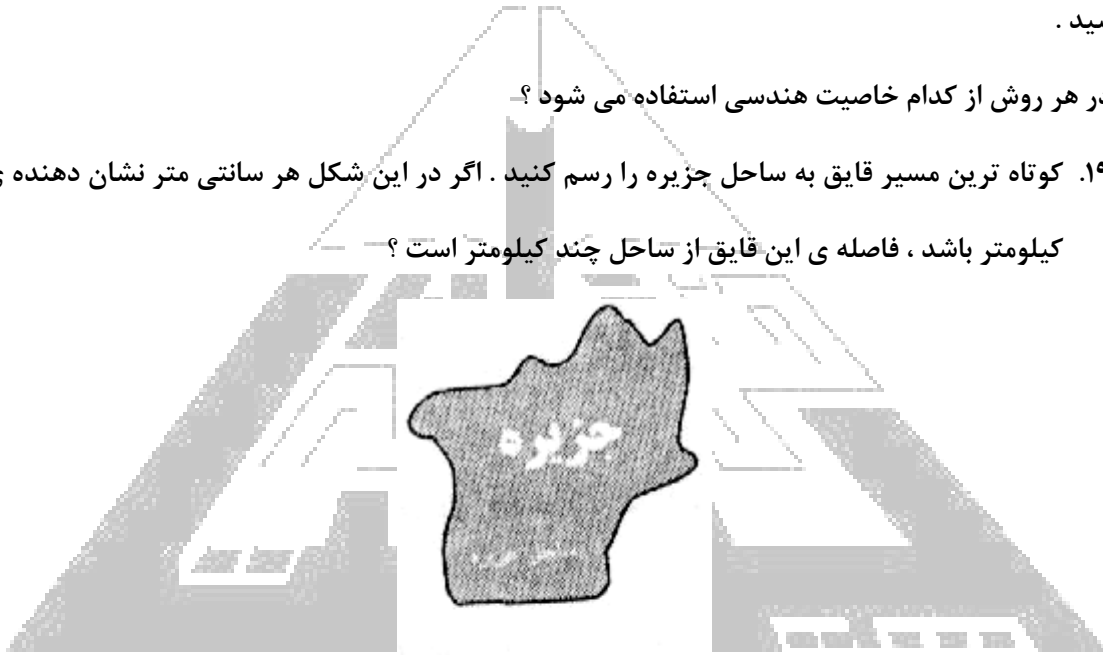 در هر روش از کدام خاصیت هندسی استفاده می شود ؟
کوتاه ترین مسیر قایق به ساحل جزیره را رسم کنید . اگر در این شکل هر سانتی متر نشان دهنده ی
کیلومتر باشد ، فاصله ی این قایق از ساحل چند کیلومتر است ؟
جزیره
ساحل جزیره